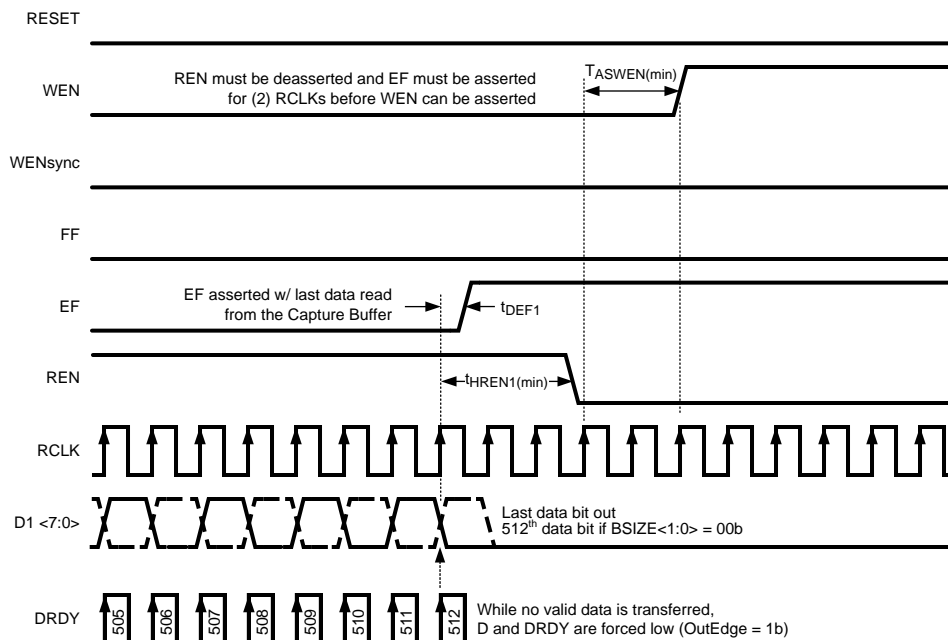 RESET
WEN
REN must be deasserted and EF must be asserted
for (2) RCLKs before WEN can be asserted
TASWEN(min)
WENsync
FF
EF
EF asserted w/ last data read
from the Capture Buffer
tDEF1
REN
tHREN1(min)
RCLK
D1 <7:0>
Last data bit out
512th data bit if BSIZE<1:0> = 00b
DRDY
505
506
507
508
509
510
511
512
While no valid data is transferred,
D and DRDY are forced low (OutEdge = 1b)